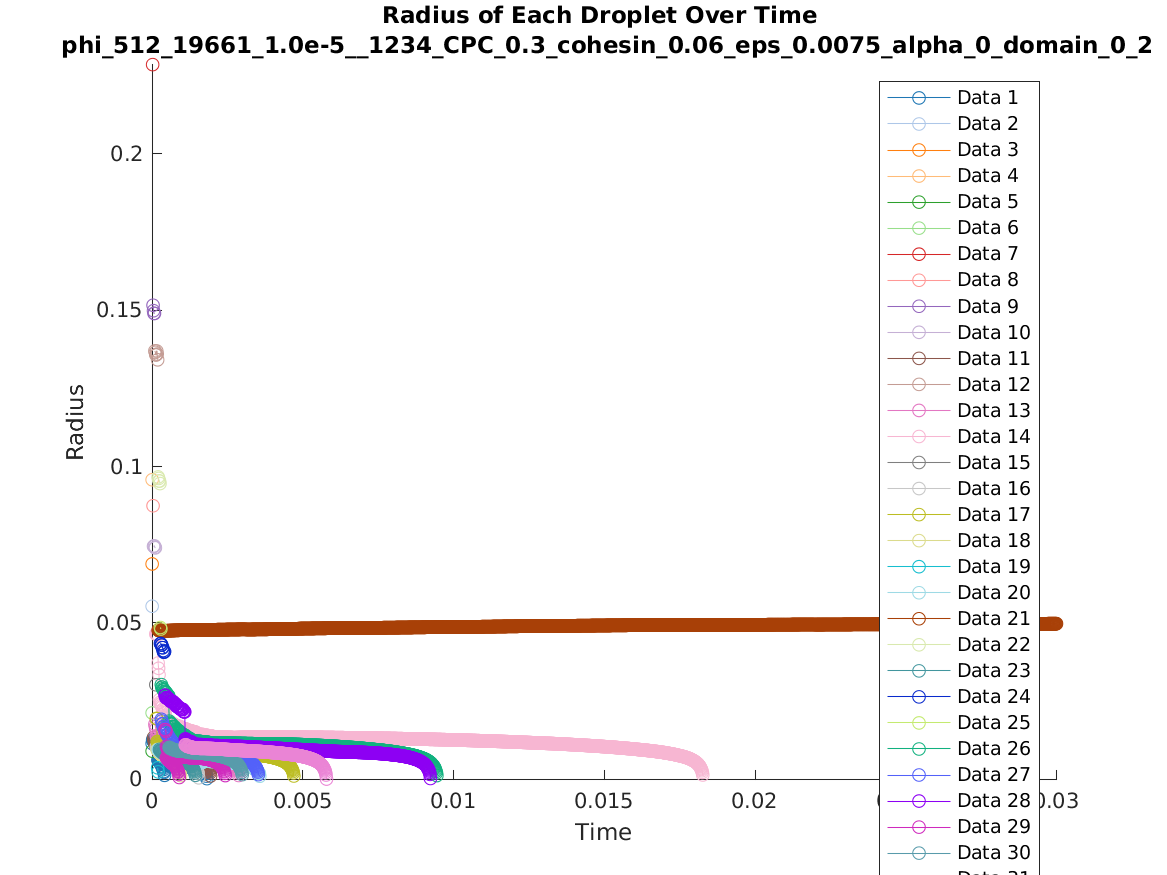 Radius of Each Droplet Over Time
phi_512_19661_1.0e-5__1234_CPC_0.3_cohesin_0.06_eps_0.0075_alpha_0_domain_0_2
0.2
0.15
0.1
0.05
0
Radius
0
0.005
0.01
0.015
0.02
0.03
Time
Data 1
Data 2
Data 3
Data 4
Data 5
Data 6
Data 7
Data 8
Data 9
Data 10
Data 11
Data 12
Data 13
Data 14
Data 15
Data 16
Data 17
Data 18
Data 19
Data 20
Data 21
Data 22
Data 23
Data 24
Data 25
Data 26
Data 27
Data 28
Data 29
Data 30